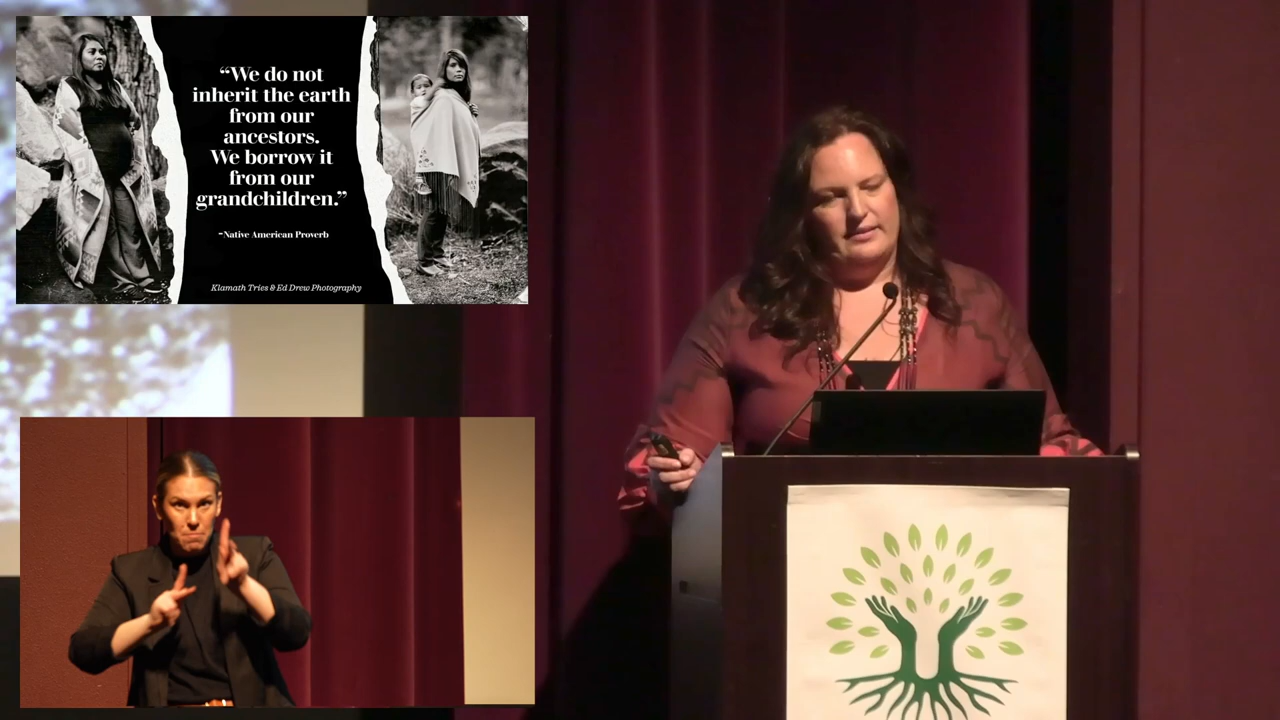 “We do not
inherit the earth
from our
ancestors.
We borrow it
from our
grandchildren.”
-Native American Proverb
Klamath Tries & Ed Drew Photography